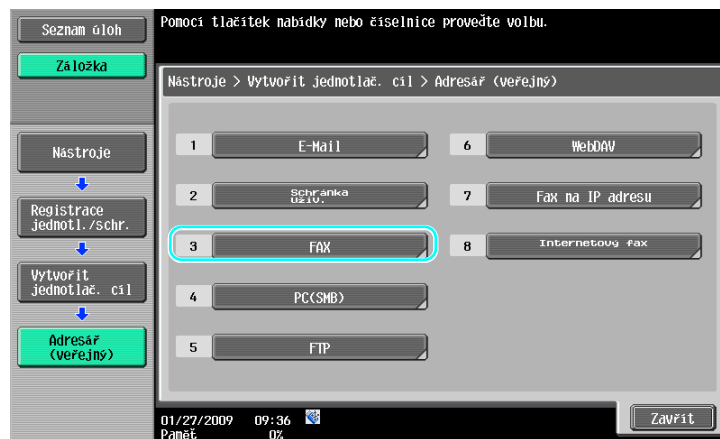 Seznam úloh
Pomocí tlačítek nabídky nebo číselnice proveďte volbu.
Záložka
Nástroje > Vytvořit jednotlač. cíl > Adresář (veřejný)
1 E-Mail
6 WebDAV
Nástroje
2 Schránka
Uživ.
7 Fax na IP adresu
Registrace
jednotl./schr.
3 FAX
8 Internetový fax
Vytvořit
jednotlač. cíl
4 PC(SMB)
Adresář
(veřejný)
5 FTP
Zavřít
01/27/2009 09:36
Paměť 0%